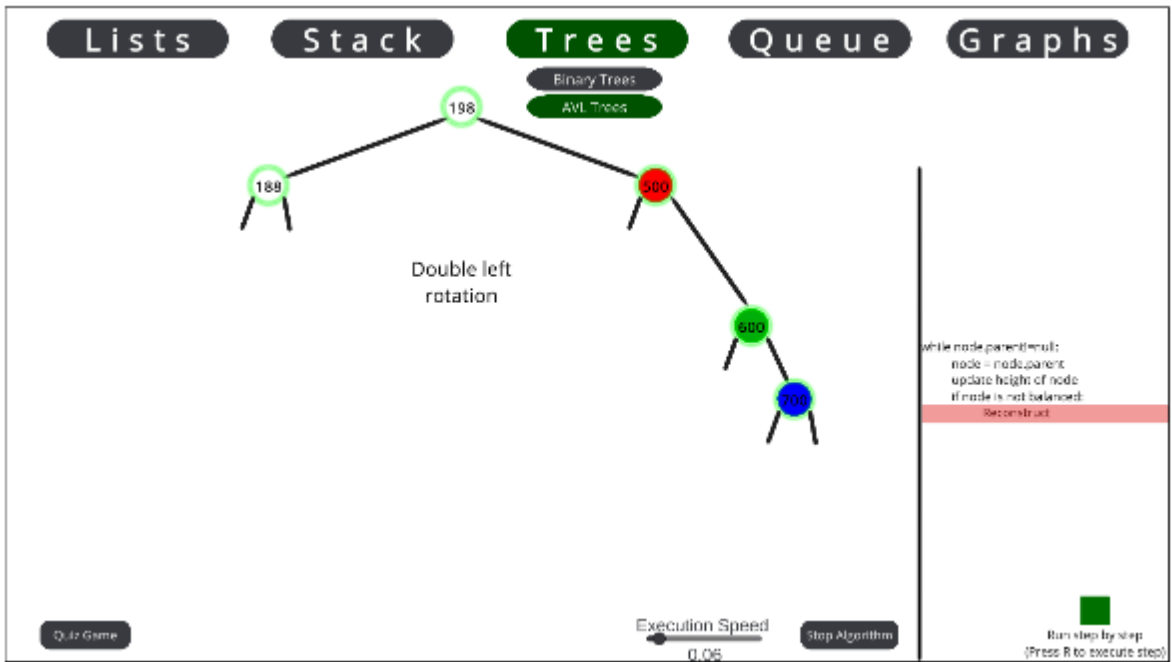 Lists
Stack
Trees
Queue
Graphs
Binary Trees
AVL Trees
198
188
500
Double left
rotation
600
700
while node.parent!=null:
node = node.parent
update height of node
if node is not balanced:
Reconstruct
Quiz Game
Execution Speed
0.06
Stop Algorithm
Run step by step
(Press R to execute step)